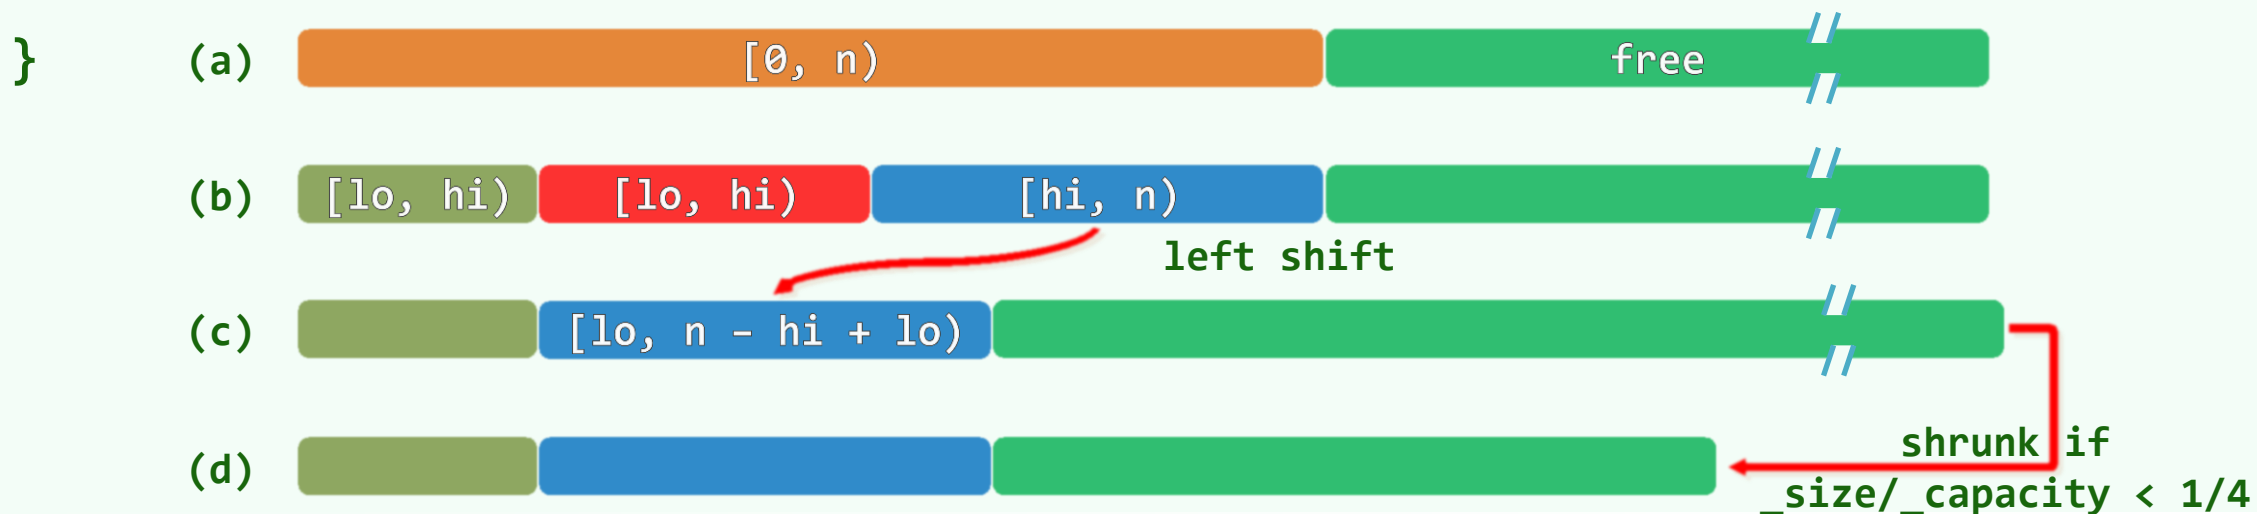 } (a) [0, n) free
(b) [lo, hi) [lo, hi) [hi, n)
left shift
(c) [lo, n − hi + lo)
shrunk if
(d)
_size/_capacity < 1/4